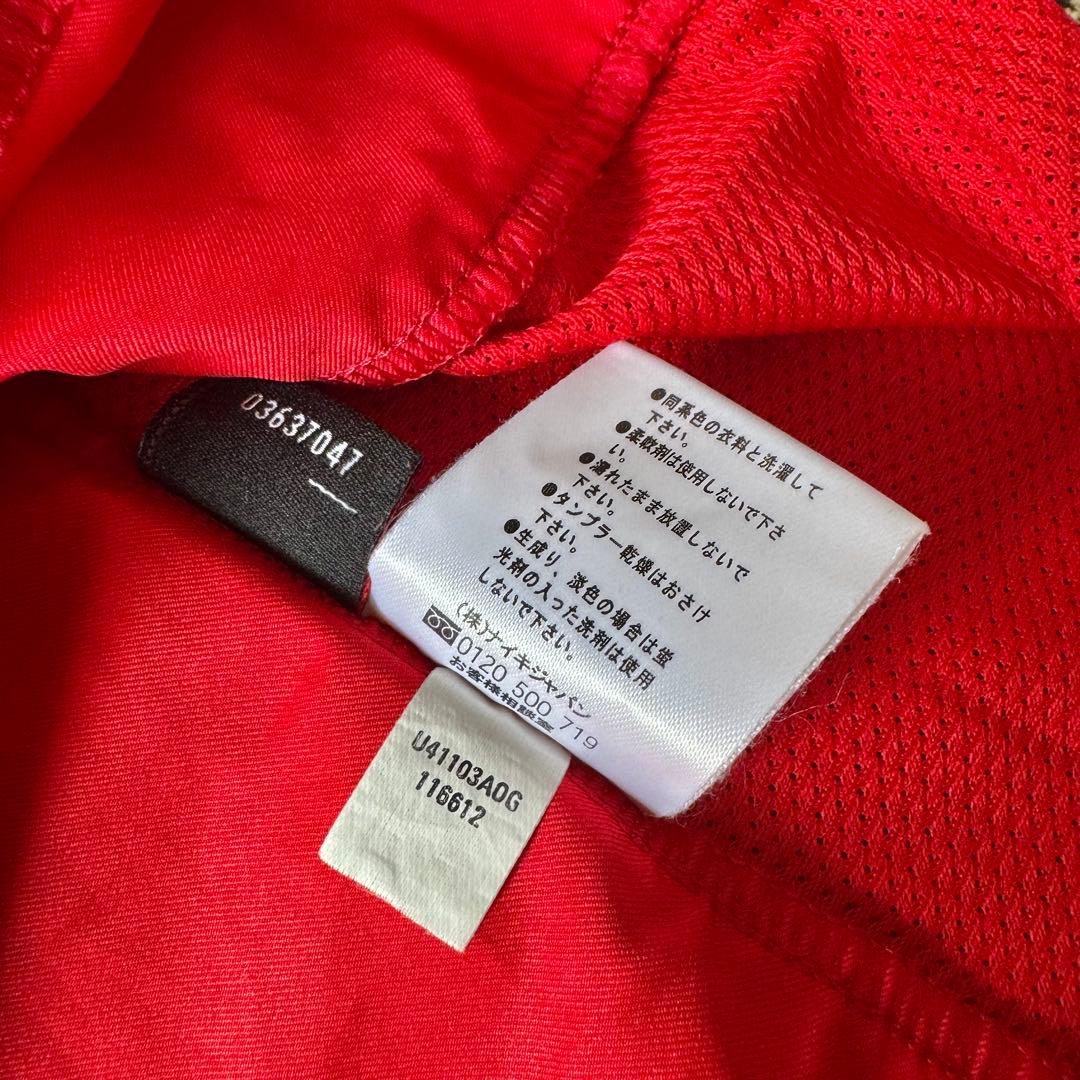 03637047
●同系色の衣料と洗濯して
下さい。
●柔軟剤は使用しないで下さ
い。
●濡れたまま放置しないで
下さい。
●タンブラー乾燥はおさけ
下さい。
●生成り、淡色の場合は蛍
光剤の入った洗剤は使用
しないで下さい。
(株)ナイキジャパン
0120 500 719
お客様相談室
U41103AOG
116612